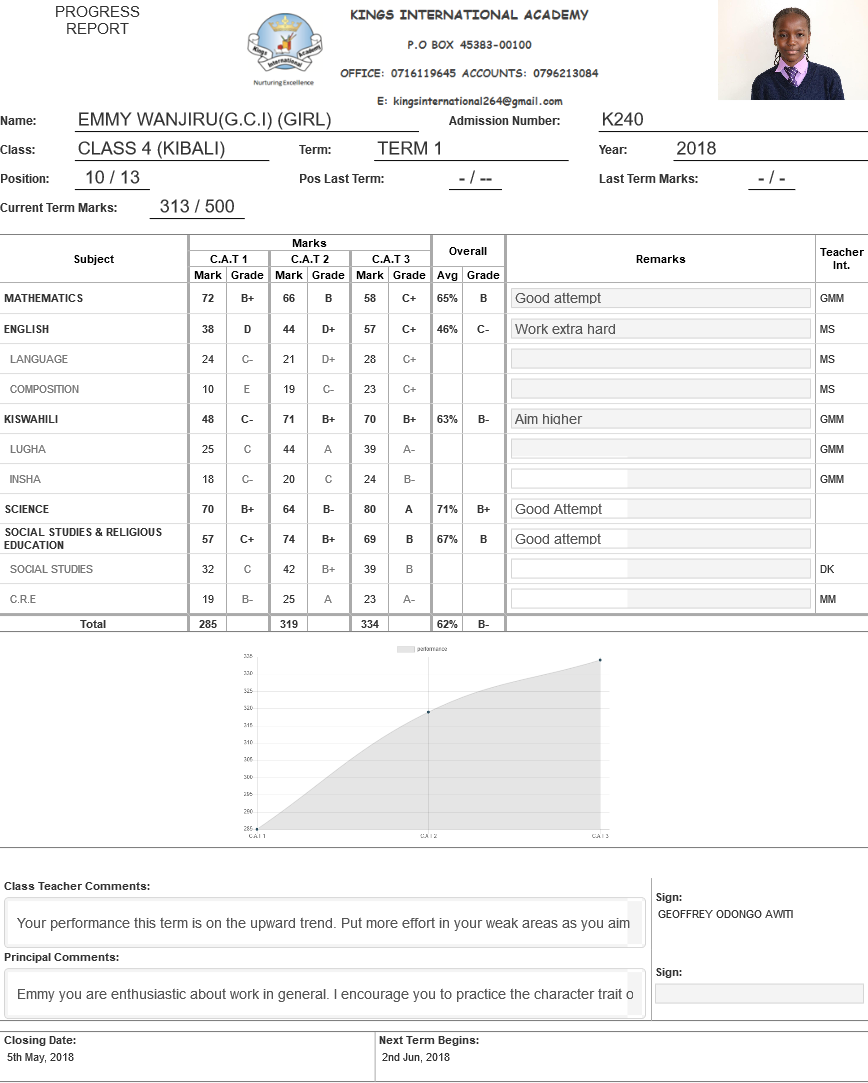 PROGRESS
REPORT
Kings International Academy
Nurturing Excellence
KINGS INTERNATIONAL ACADEMY
P.O BOX 45383-00100
OFFICE: 0716119645 ACCOUNTS: 0796213084
E: kingsinternational264@gmail.com
Name: EMMY WANJIRU(G.C.I) (GIRL) Admission Number: K240
Class: CLASS 4 (KIBALI) Term: TERM 1 Year: 2018
Position: 10 / 13 Pos Last Term: - / -- Last Term Marks: - / -
Current Term Marks: 313 / 500
Subject Marks Overall Remarks Teacher Int.
C.A.T 1 C.A.T 2 C.A.T 3
Mark Grade Mark Grade Mark Grade Avg Grade
MATHEMATICS 72 B+ 66 B 58 C+ 65% B Good attempt GMM
ENGLISH 38 D 44 D+ 57 C+ 46% C- Work extra hard MS
LANGUAGE 24 C- 21 D+ 28 C+ MS
COMPOSITION 10 E 19 C- 23 C+ MS
KISWAHILI 48 C- 71 B+ 70 B+ 63% B- Aim higher GMM
LUGHA 25 C 44 A 39 A- GMM
INSHA 18 C- 20 C 24 B- GMM
SCIENCE 70 B+ 64 B- 80 A 71% B+ Good Attempt
SOCIAL STUDIES & RELIGIOUS
EDUCATION 57 C+ 74 B+ 69 B 67% B Good attempt
SOCIAL STUDIES 32 C 42 B+ 39 B DK
C.R.E 19 B- 25 A 23 A- MM
Total 285 319 334 62% B-
performance
335
330
325
320
315
310
305
300
295
290
285
C.A.T 1 C.A.T 2 C.A.T 3
Class Teacher Comments:
Your performance this term is on the upward trend. Put more effort in your weak areas as you aim
Sign:
GEOFFREY ODONGO AWITI
Principal Comments:
Emmy you are enthusiastic about work in general. I encourage you to practice the character trait o
Sign:
Closing Date: Next Term Begins:
5th May, 2018 2nd Jun, 2018